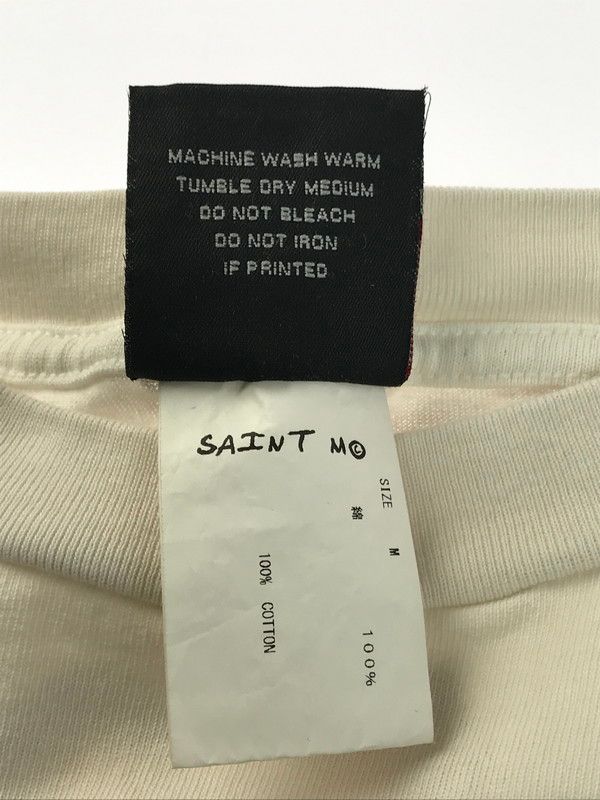 MACHINE WASH WARM
TUMBLE DRY MEDIUM
DO NOT BLEACH
DO NOT IRON
IF PRINTED
SAINT M©
SIZE M
綿 100%
100% COTTON